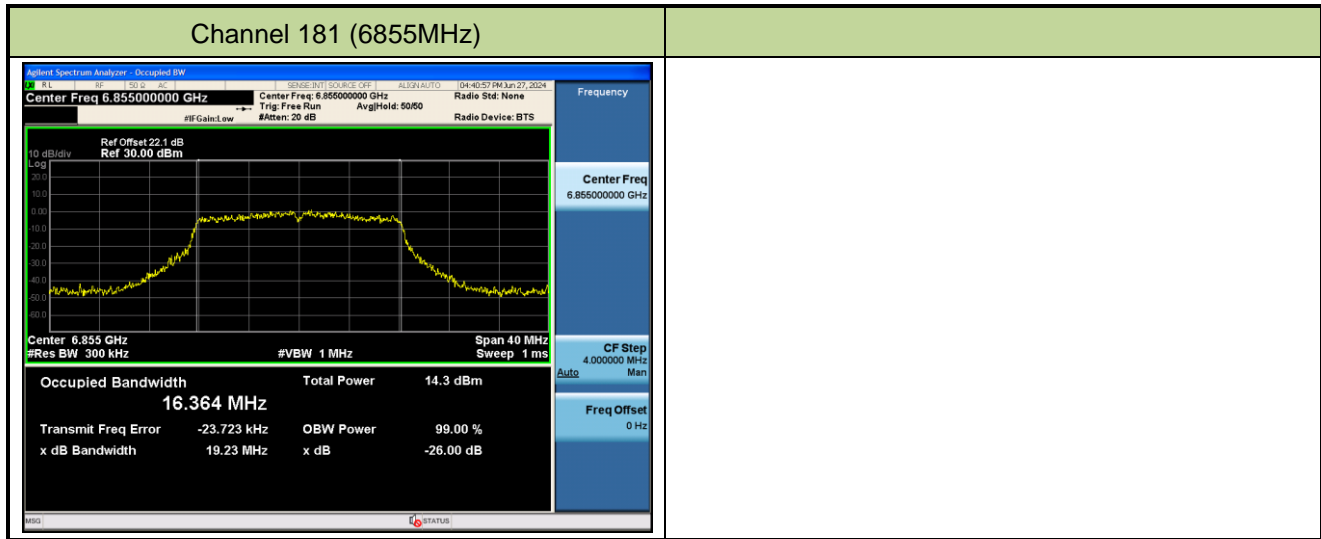 Channel 181 (6855MHz)
Agilent Spectrum Analyzer - Occupied BW
RL RF 50 Ω AC SENSE:INT SOURCE OFF ALIGN AUTO 04:40:57 PM Jun 27, 2024
Center Freq 6.855000000 GHz
Center Freq: 6.855000000 GHz Radio Std: None
Trig: Free Run Avg|Hold: 50/50
#IFGain:Low #Atten: 20 dB Radio Device: BTS
Ref Offset 22.1 dB
10 dB/div Ref 30.00 dBm
Log
20.0
10.0
0.00
-10.0
-20.0
-30.0
-40.0
-50.0
-60.0
Center 6.855 GHz Span 40 MHz
#Res BW 300 kHz #VBW 1 MHz Sweep 1 ms
Occupied Bandwidth Total Power 14.3 dBm
16.364 MHz
Transmit Freq Error -23.723 kHz OBW Power 99.00 %
x dB Bandwidth 19.23 MHz x dB -26.00 dB
MSG STATUS
Frequency
Center Freq
6.855000000 GHz
CF Step
4.000000 MHz
Auto Man
Freq Offset
0 Hz